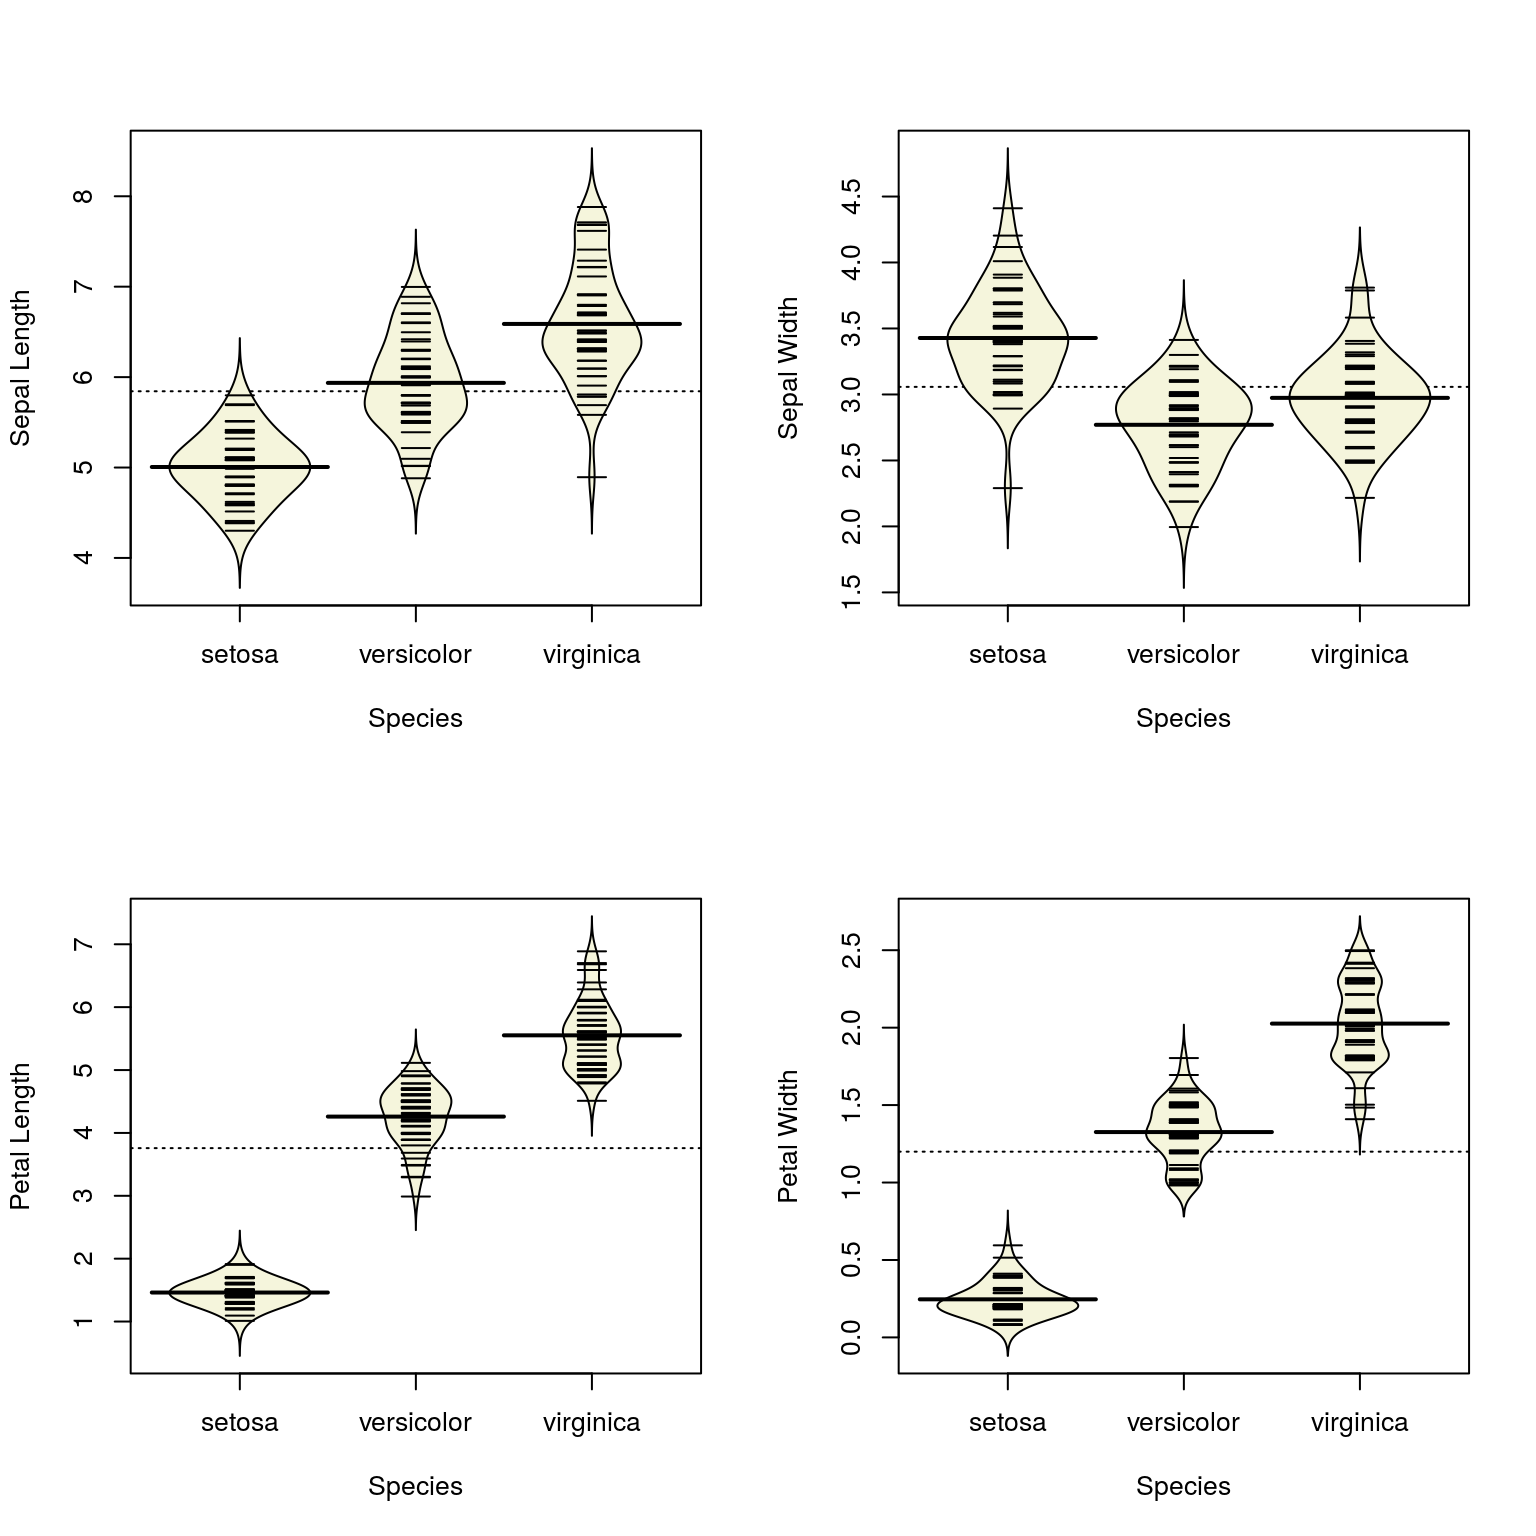 Sepal Length
8
7
6
5
4
setosa versicolor virginica
Species
Sepal Width
4.5
4.0
3.5
3.0
2.5
2.0
1.5
setosa versicolor virginica
Species
Petal Length
7
6
5
4
3
2
1
setosa versicolor virginica
Species
Petal Width
2.5
2.0
1.5
1.0
0.5
0.0
setosa versicolor virginica
Species